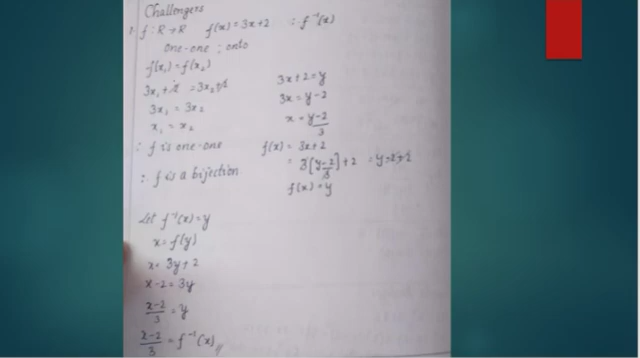 Challengers
1. f : R → R f(x) = 3x+2 ∴ f⁻¹(x)
one-one ; onto
f(x₁) = f(x₂)
3x₁ + 2 = 3x₂ + 2
3x₁ = 3x₂
x₁ = x₂
∴ f is one-one
∴ f is a bijection
3x + 2 = y
3x = y - 2
x = y-2/3
f(x) = 3x + 2
= 3[y-2/3] + 2 = y-2+2
f(x) = y
Let f⁻¹(x) = y
x = f(y)
x = 3y + 2
x - 2 = 3y
x-2/3 = y
x-2/3 = f⁻¹(x) //